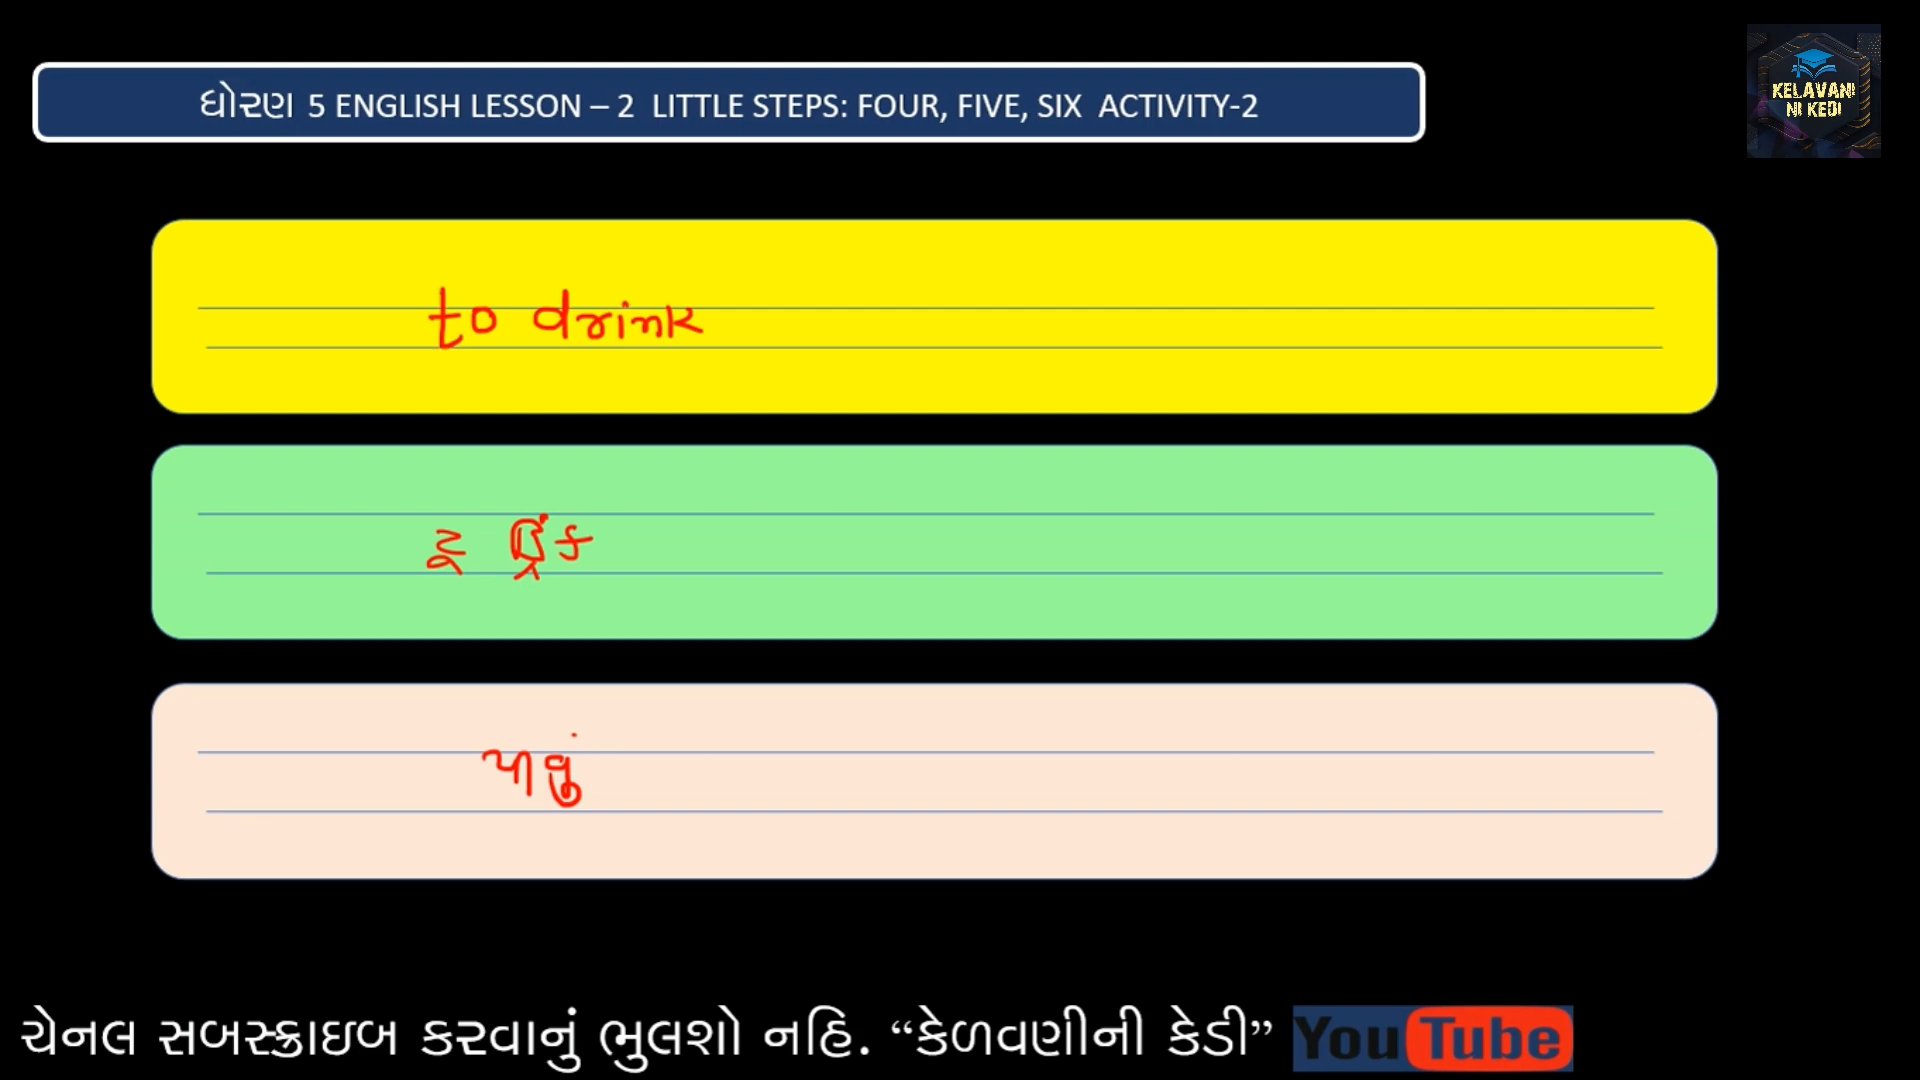 ધોરણ 5 ENGLISH LESSON – 2 LITTLE STEPS: FOUR, FIVE, SIX ACTIVITY-2
KELAVANI
NI KEDI
to drink
ટૂ ડ્રિંક
પીવું
ચેનલ સબસ્ક્રાઇબ કરવાનું ભુલશો નહિ. “કેળવણીની કેડી” YouTube